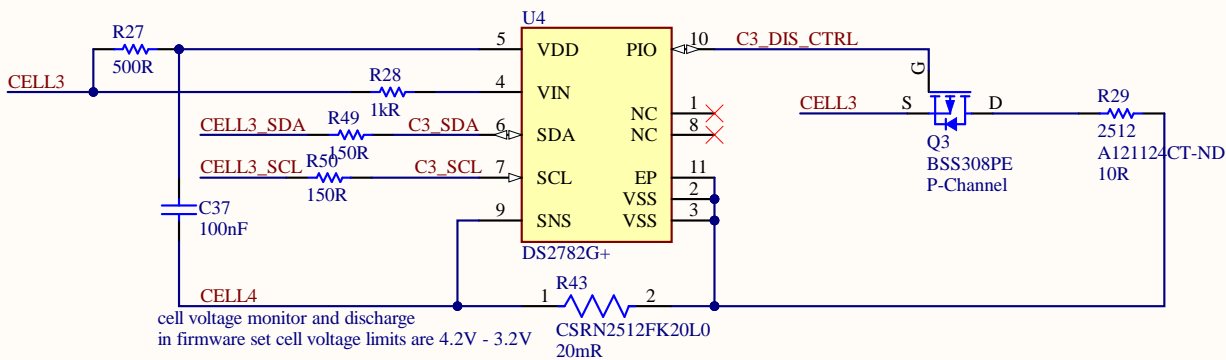 U4
R27
500R
5
VDD
PIO
10
C3_DIS_CTRL
G
CELL3
R28
1kR
4
VIN
NC
1
CELL3
S
D
R29
2512
A121124CT-ND
10R
Q3
BSS308PE
P-Channel
CELL3_SDA
R49
150R
C3_SDA
6
SDA
NC
8
CELL3_SCL
R50
150R
C3_SCL
7
SCL
EP
11
VSS
2
C37
100nF
9
SNS
VSS
3
DS2782G+
CELL4
1
R43
2
CSRN2512FK20L0
20mR
cell voltage monitor and discharge
in firmware set cell voltage limits are 4.2V - 3.2V